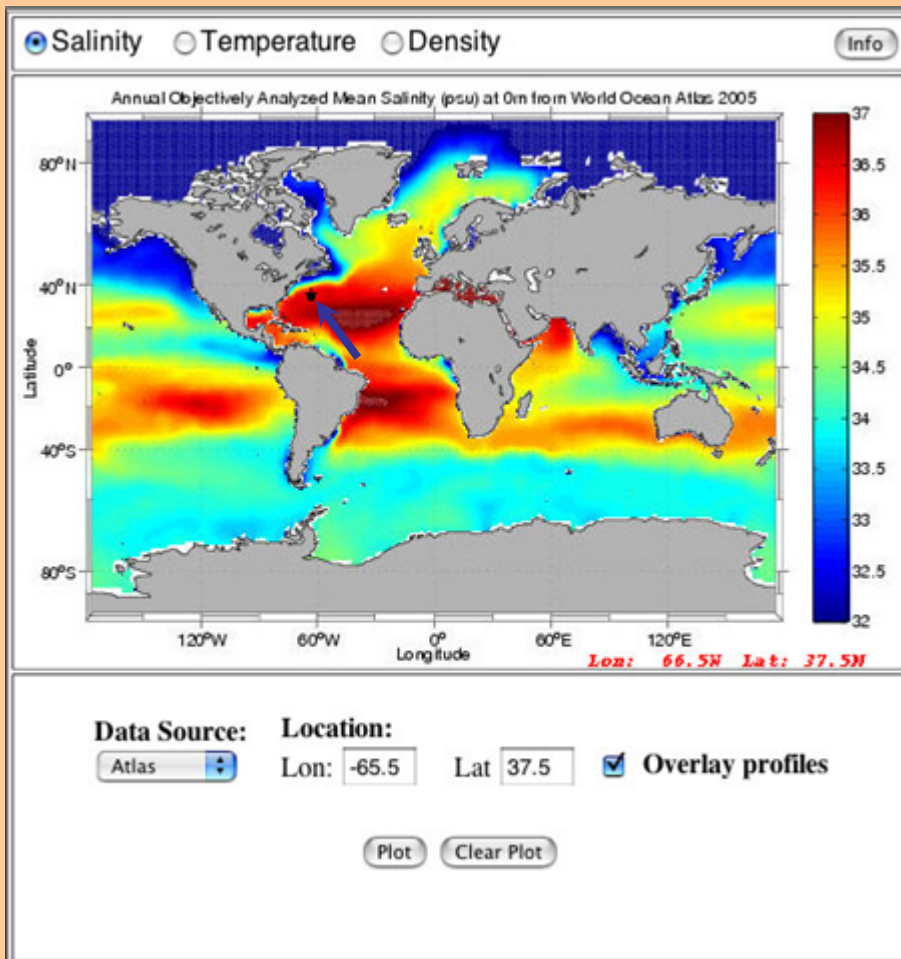 Salinity Temperature Density Info
Annual Objectively Analyzed Mean Salinity (psu) at 0m from World Ocean Atlas 2005
37
36.5
36
35.5
35
34.5
34
33.5
33
32.5
32
80°N
40°N
0°
40°S
80°S
Latitude
120°W 60°W 0° 60°E 120°E
Longitude
Lon: 66.5W Lat: 37.5N
Data Source: Location:
Atlas Lon: -65.5 Lat 37.5 Overlay profiles
Plot Clear Plot